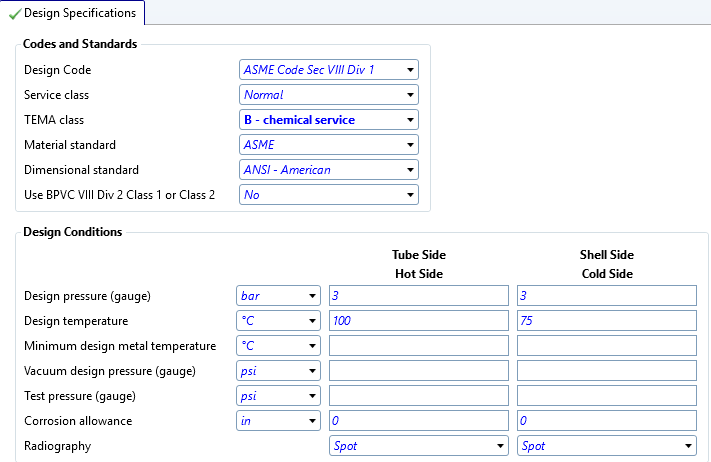 Design Specifications
Codes and Standards
Design Code ASME Code Sec VIII Div 1
Service class Normal
TEMA class B - chemical service
Material standard ASME
Dimensional standard ANSI - American
Use BPVC VIII Div 2 Class 1 or Class 2 No
Design Conditions
Tube Side Shell Side
Hot Side Cold Side
Design pressure (gauge) bar 3 3
Design temperature °C 100 75
Minimum design metal temperature °C
Vacuum design pressure (gauge) psi
Test pressure (gauge) psi
Corrosion allowance in 0 0
Radiography Spot Spot